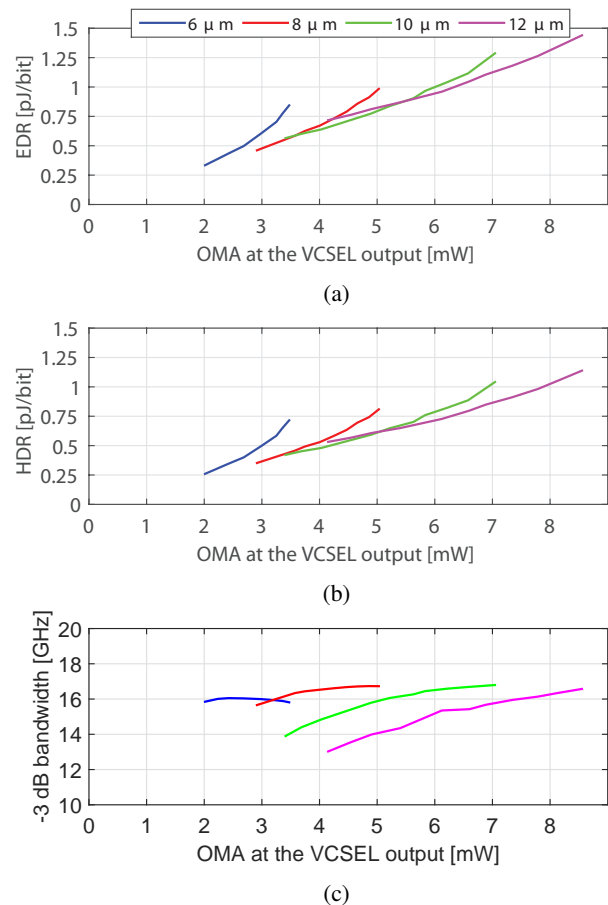 6 μ m 8 μ m 10 μ m 12 μ m
1.5
1.25
1
0.75
0.5
0.25
0
EDR [pJ/bit]
0 1 2 3 4 5 6 7 8
OMA at the VCSEL output [mW]
(a)
1.5
1.25
1
0.75
0.5
0.25
0
HDR [pJ/bit]
0 1 2 3 4 5 6 7 8
OMA at the VCSEL output [mW]
(b)
20
18
16
14
12
10
-3 dB bandwidth [GHz]
0 1 2 3 4 5 6 7 8
OMA at the VCSEL output [mW]
(c)